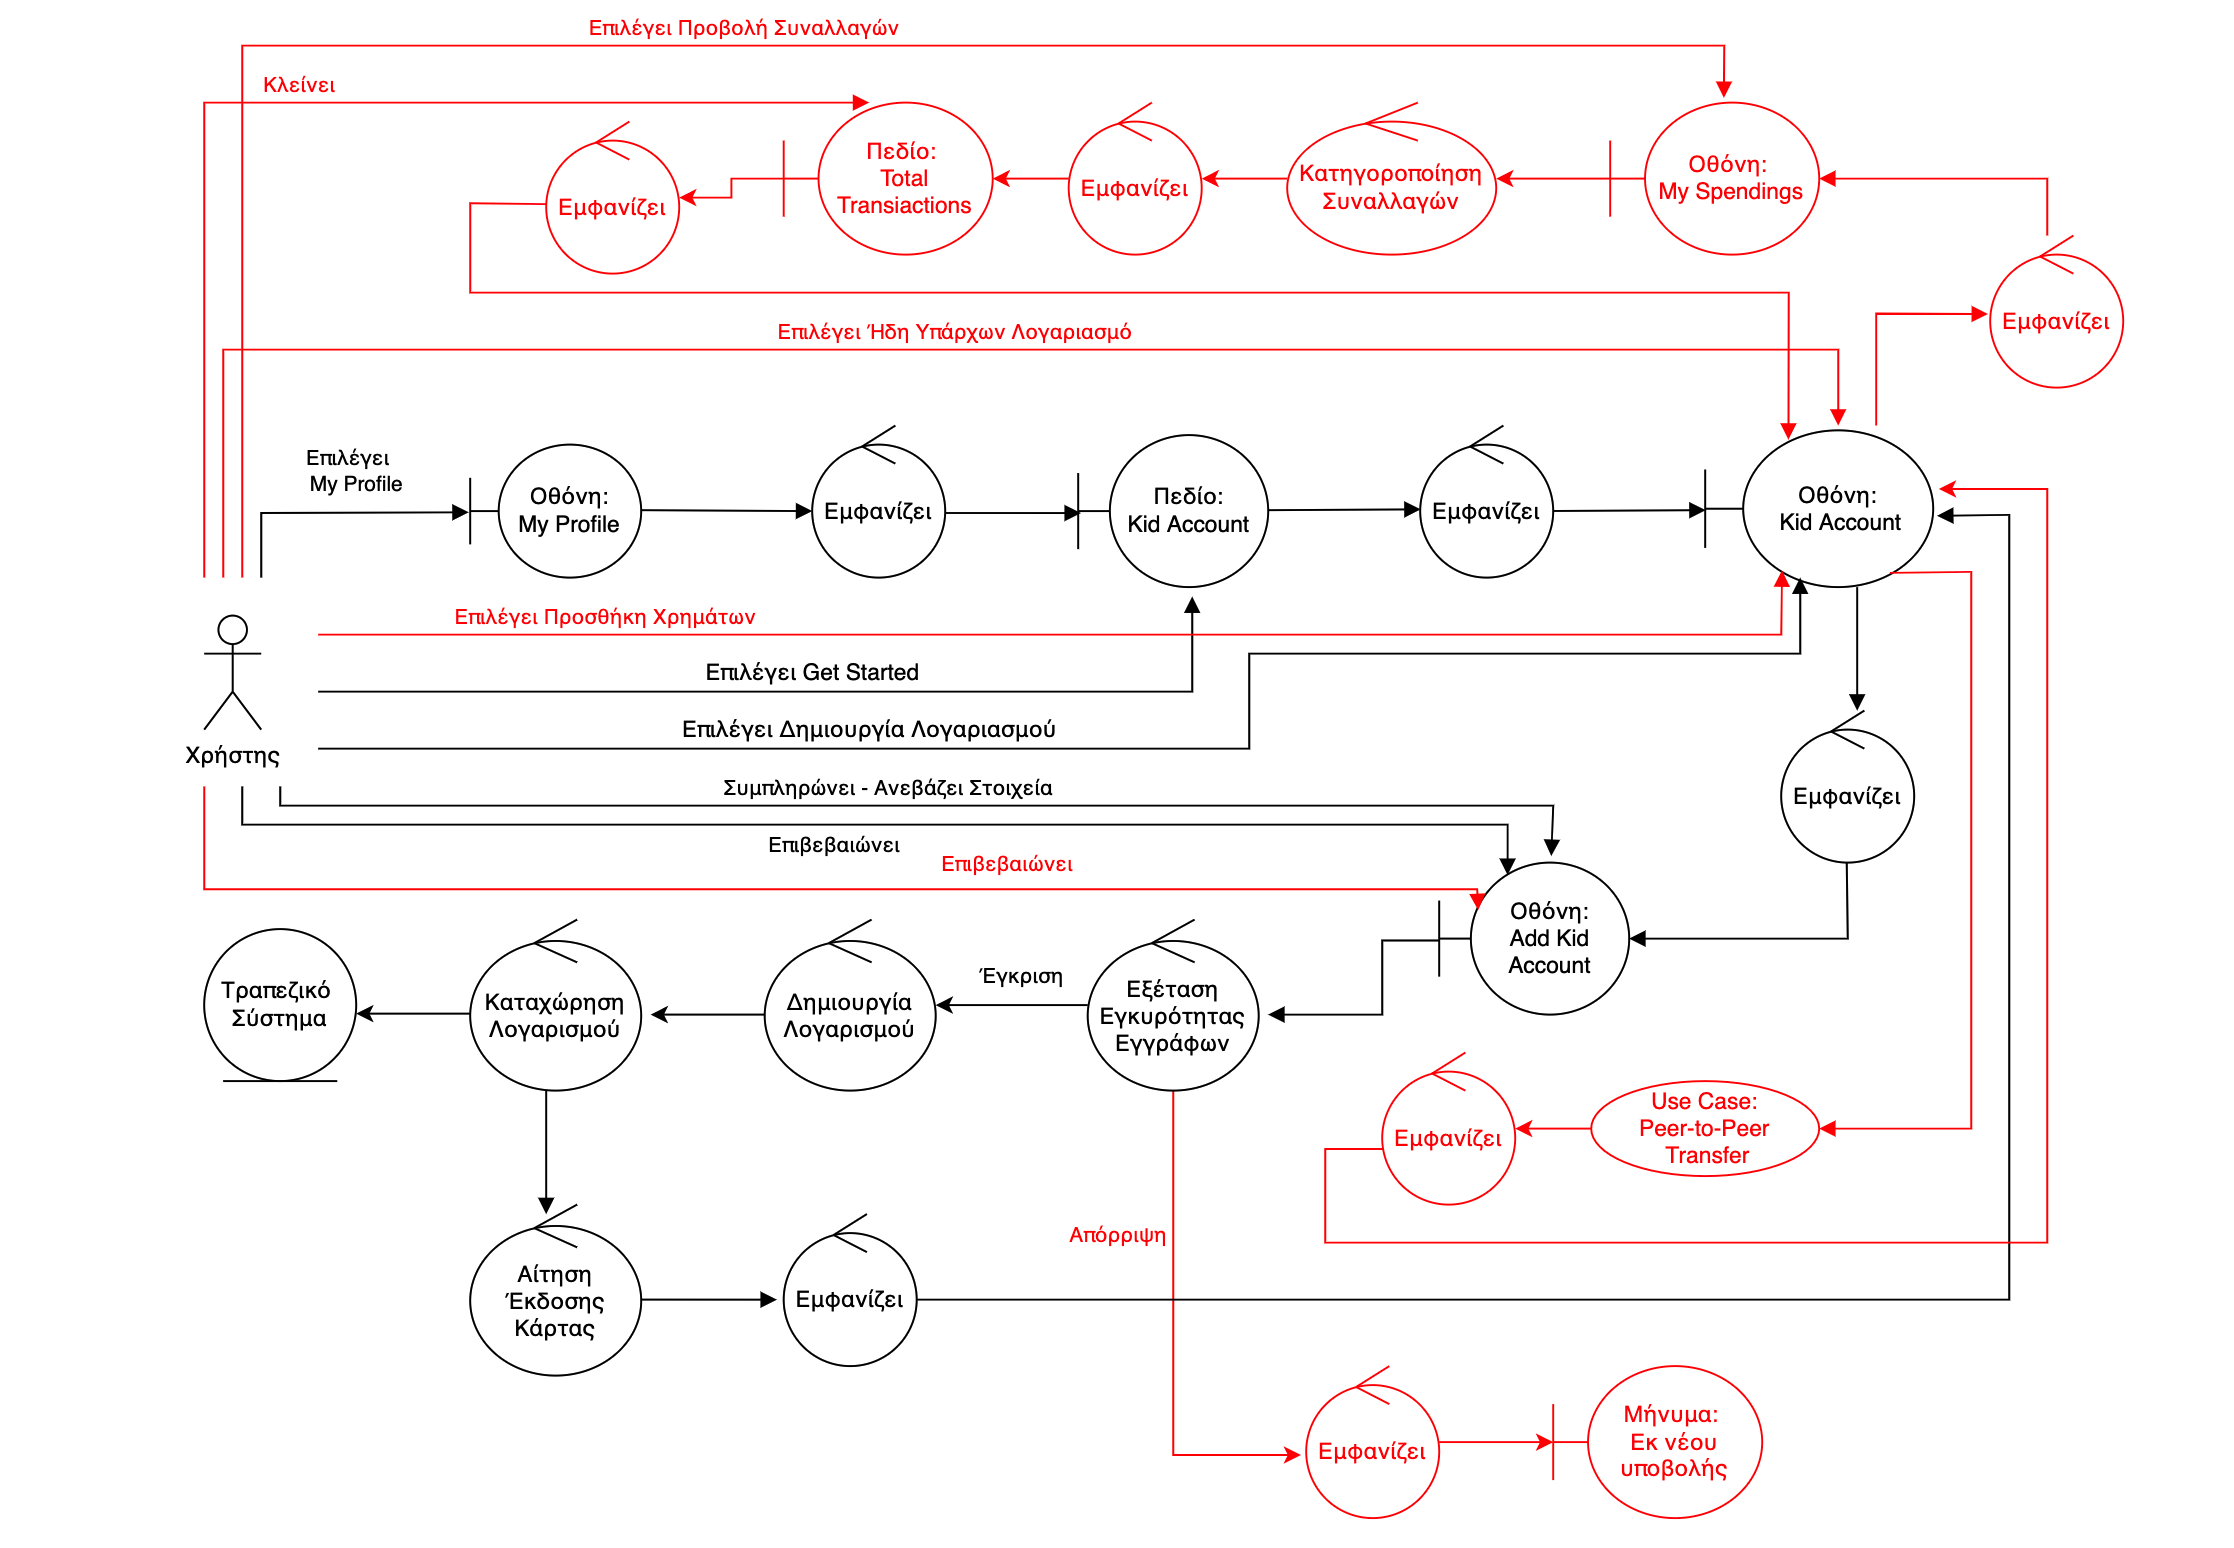 Επιλέγει Προβολή Συναλλαγών
Κλείνει
Πεδίο:
Total
Transiactions
Εμφανίζει
Εμφανίζει
Κατηγοροποίηση
Συναλλαγών
Οθόνη:
My Spendings
Εμφανίζει
Επιλέγει Ήδη Υπάρχων Λογαριασμό
Επιλέγει
My Profile
Οθόνη:
My Profile
Εμφανίζει
Πεδίο:
Kid Account
Εμφανίζει
Οθόνη:
Kid Account
Επιλέγει Προσθήκη Χρημάτων
Επιλέγει Get Started
Επιλέγει Δημιουργία Λογαριασμού
Χρήστης
Συμπληρώνει - Ανεβάζει Στοιχεία
Εμφανίζει
Επιβεβαιώνει
Επιβεβαιώνει
Οθόνη:
Add Kid
Account
Τραπεζικό
Σύστημα
Καταχώρηση
Λογαρισμού
Δημιουργία
Λογαρισμού
Έγκριση
Εξέταση
Εγκυρότητας
Εγγράφων
Εμφανίζει
Use Case:
Peer-to-Peer
Transfer
Απόρριψη
Αίτηση
Έκδοσης
Κάρτας
Εμφανίζει
Εμφανίζει
Μήνυμα:
Εκ νέου
υποβολής